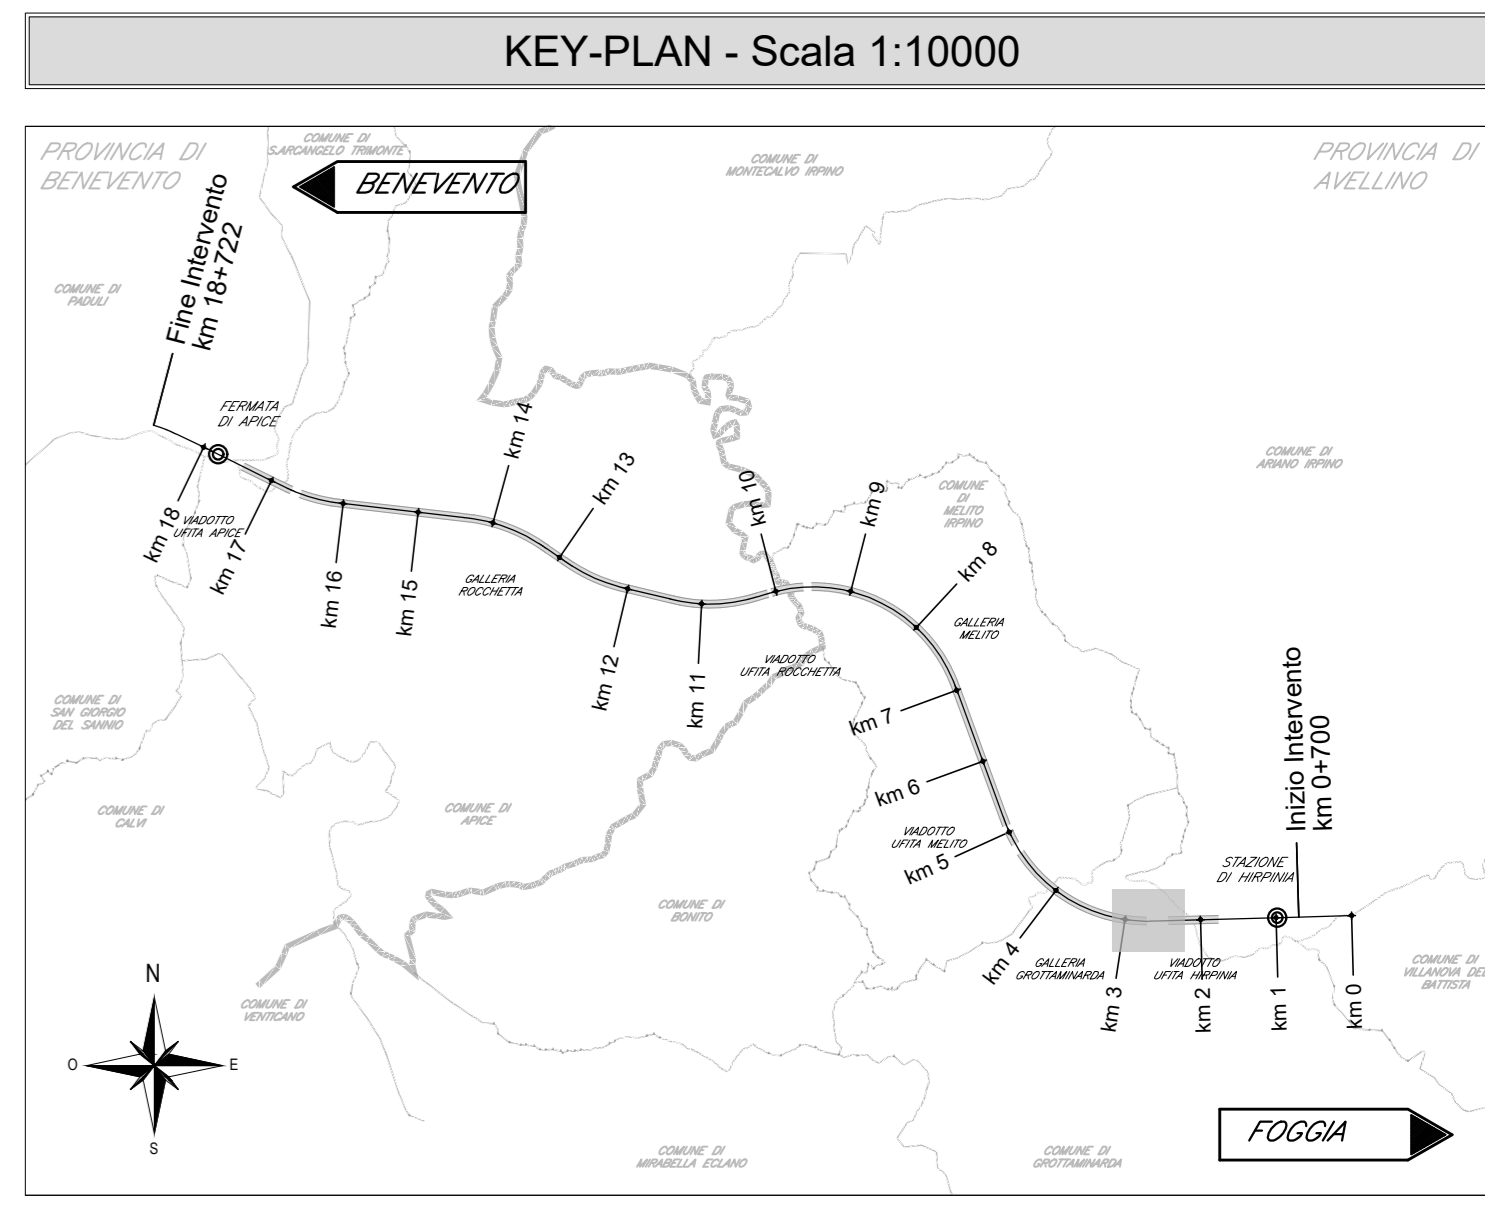 KEY-PLAN - Scala 1:10000
PROVINCIA DI
BENEVENTO
COMUNE DI
S.ARCANGELO TRIMONTE
BENEVENTO
COMUNE DI
MONTECALVO IRPINO
PROVINCIA DI
AVELLINO
COMUNE DI
PADULI
Fine Intervento
km 18+722
FERMATA
DI APICE
km 14
km 13
km 10
km 9
COMUNE
DI
MELITO
IRPINO
COMUNE DI
ARIANO IRPINO
km 18
VIADOTTO
UFITA APICE
km 17
km 16
km 15
GALLERIA
ROCCHETTA
km 8
GALLERIA
MELITO
km 12
km 11
VIADOTTO
UFITA ROCCHETTA
km 7
COMUNE DI
SAN GIORGIO
DEL SANNIO
Inizio Intervento
km 0+700
km 6
COMUNE DI
CALVI
COMUNE DI
APICE
VIADOTTO
UFITA MELITO
km 5
STAZIONE
DI HIRPINIA
COMUNE DI
BONITO
km 4
GALLERIA
GROTTAMINARDA
km 3
VIADOTTO
UFITA HIRPINIA
km 2
km 1
km 0
COMUNE DI
VILLANOVA DEL
BATTISTA
COMUNE DI
VENTICANO
N
O
E
S
FOGGIA
COMUNE DI
MIRABELLA ECLANO
COMUNE DI
GROTTAMINARDA